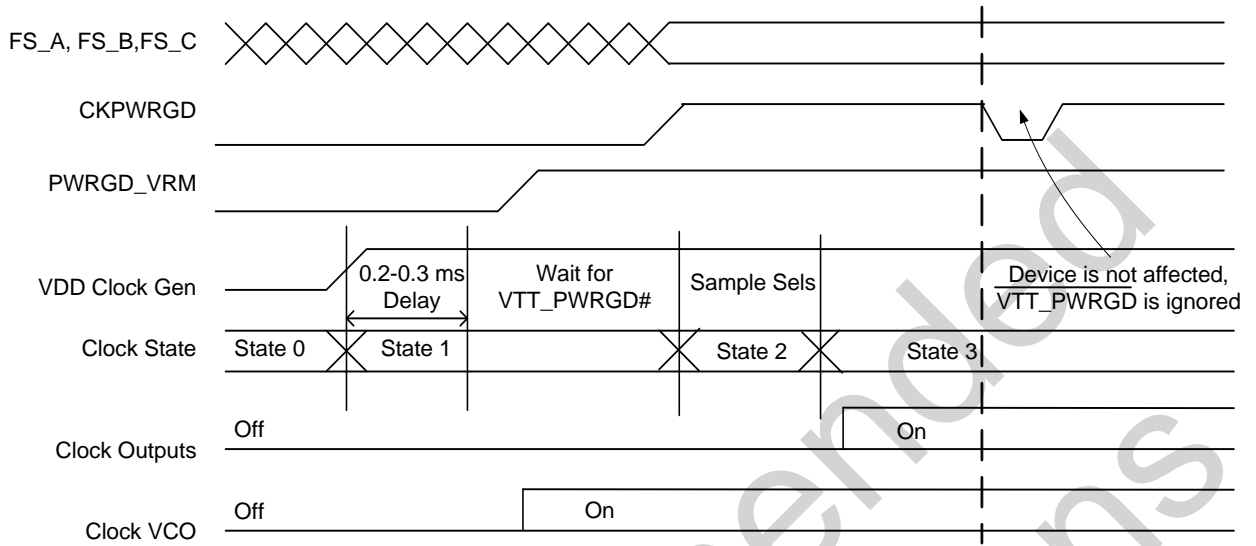 FS_A, FS_B,FS_C
CKPWRGD
PWRGD_VRM
VDD Clock Gen
0.2-0.3 ms
Delay
Wait for
VTT_PWRGD#
Sample Sels
Device is not affected,
VTT_PWRGD is ignored
Clock State
State 0
State 1
State 2
State 3
Clock Outputs
Off
On
Clock VCO
Off
On
ended
ns